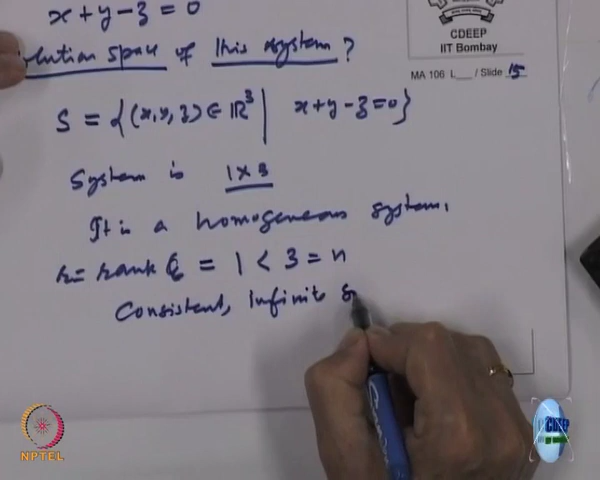 x + y - z = 0
CDEEP
IIT Bombay
MA 106 L___ / Slide 15
solution space of this system ?
S = { (x, y, z) ∈ ℝ³ | x + y - z = 0 }
System is 1 × 3
It is a homogeneous system.
r = rank = 1 < 3 = n
Consistent, Infinite s
NPTEL
CDEEP